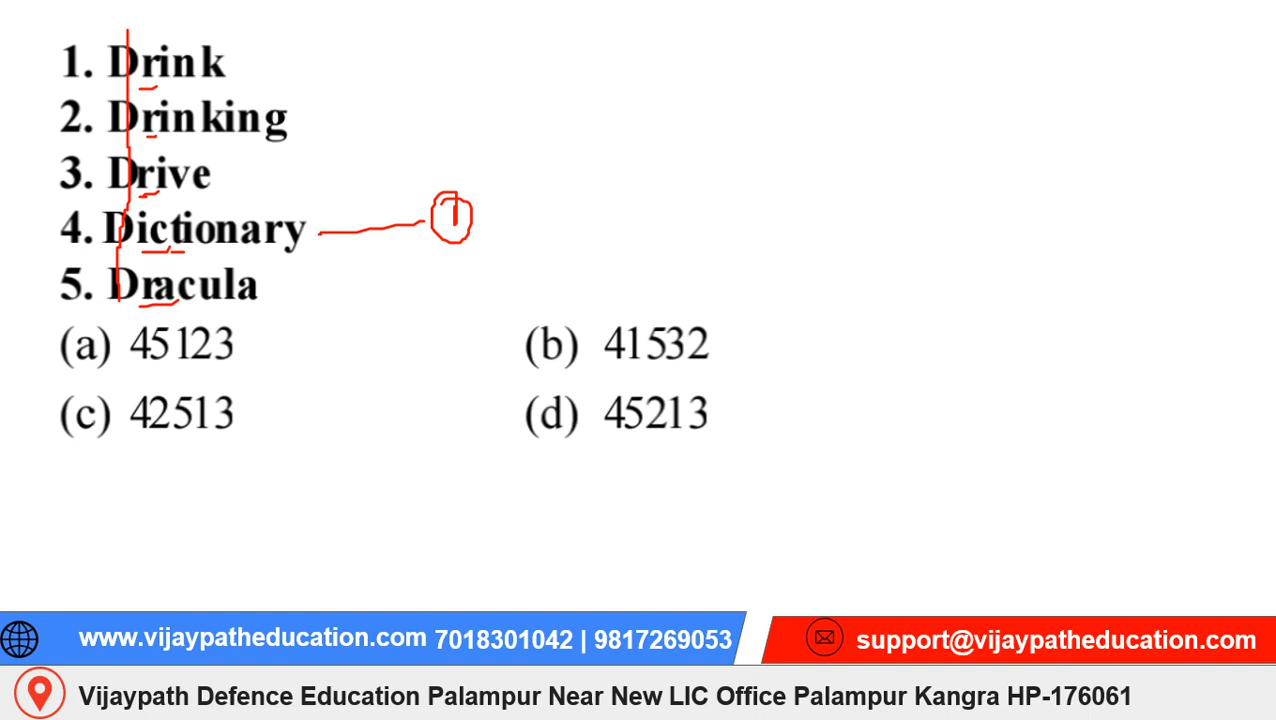 1. Drink
2. Drinking
3. Drive
4. Dictionary 1
5. Dracula
(a) 45123 (b) 41532
(c) 42513 (d) 45213
www.vijaypatheducation.com 7018301042 | 9817269053 support@vijaypatheducation.com
Vijaypath Defence Education Palampur Near New LIC Office Palampur Kangra HP-176061